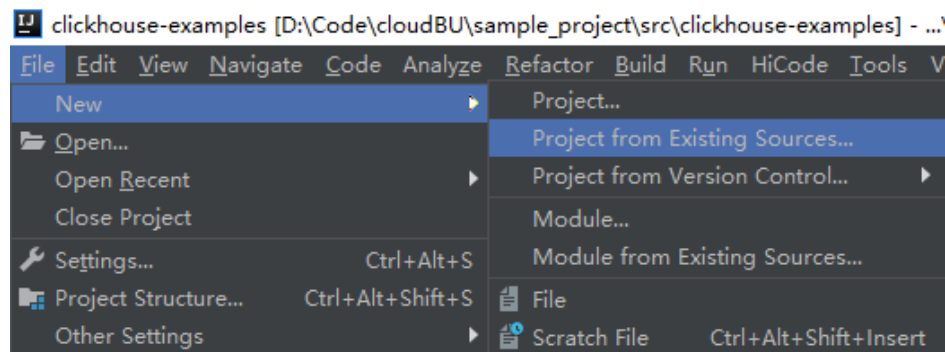 IJ clickhouse-examples [D:\Code\cloudBU\sample_project\src\clickhouse-examples] - ...\
File Edit View Navigate Code Analyze Refactor Build Run HiCode Tools V
New
Project...
Open...
Project from Existing Sources...
Open Recent
Project from Version Control...
Close Project
Module...
Settings... Ctrl+Alt+S
Module from Existing Sources...
Project Structure... Ctrl+Alt+Shift+S
File
Other Settings
Scratch File Ctrl+Alt+Shift+Insert